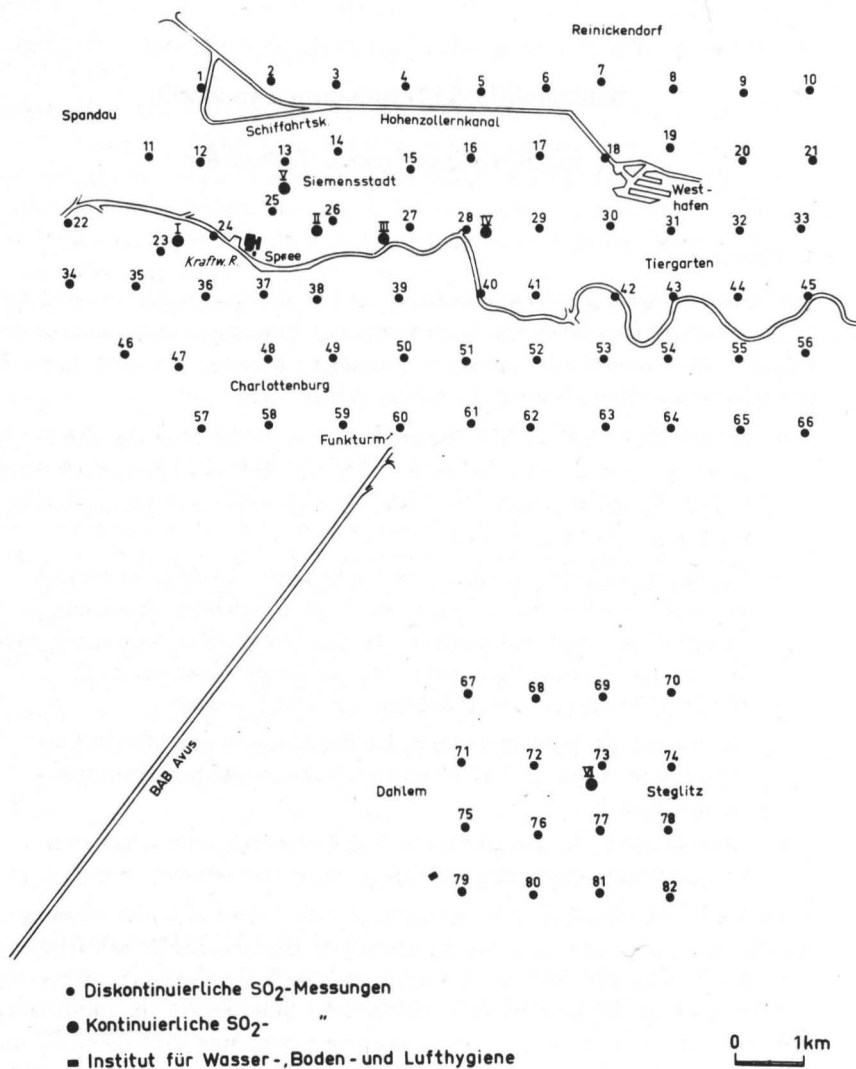 Reinickendorf
1 2 3 4 5 6 7 8 9 10
Spandau
Schiffahrtsk. Hohenzollernkanal
11 12 13 14 15 16 17 18 19 20 21
V
Siemensstadt
West-
hafen
22 23 24 25 26 27 28 29 30 31 32 33
I II III IV
Kraftw. R. Spree
Tiergarten
34 35 36 37 38 39 40 41 42 43 44 45
46 47 48 49 50 51 52 53 54 55 56
Charlottenburg
57 58 59 60 61 62 63 64 65 66
Funkturm
BAB Avus
67 68 69 70
71 72 73 74
VI
Dahlem Steglitz
75 76 77 78
79 80 81 82
Diskontinuierliche SO2-Messungen
Kontinuierliche SO2- "
Institut für Wasser-, Boden- und Lufthygiene
0 1km